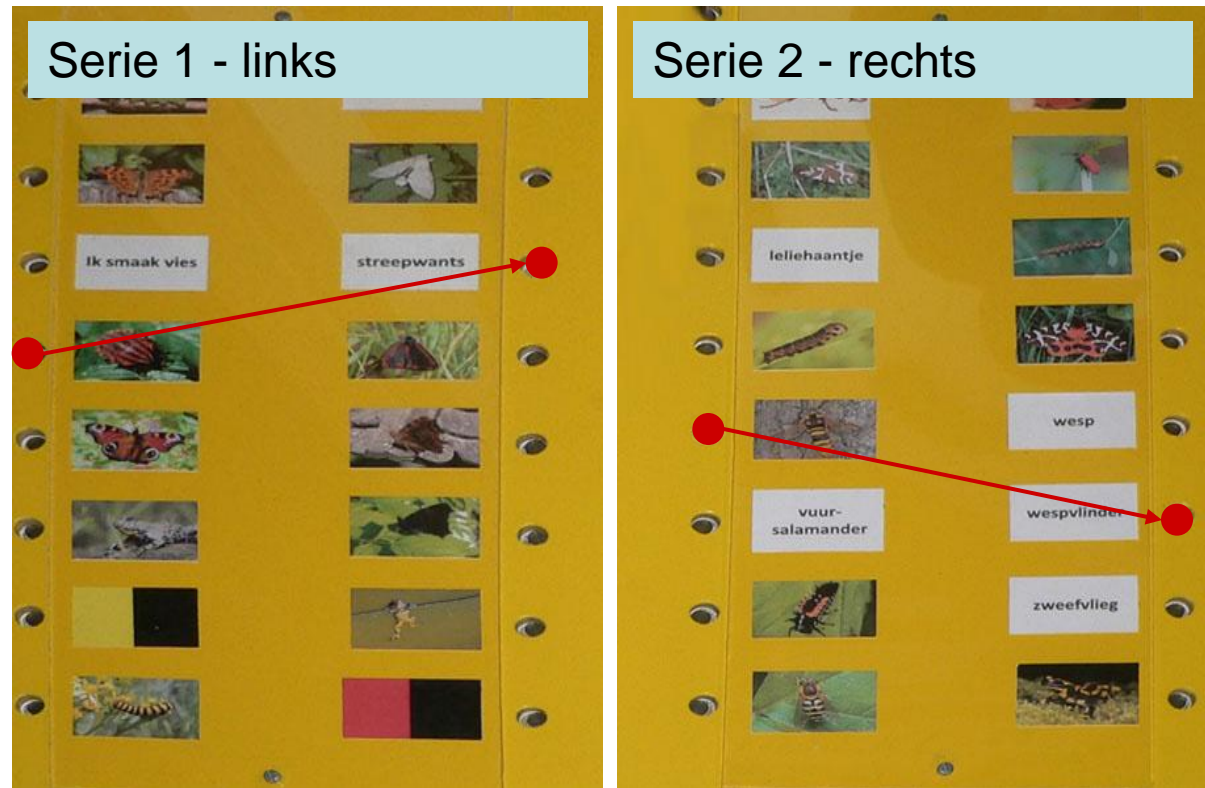 Serie 1 - links
Ik smaak vies
streepwants
Serie 2 - rechts
leliehaantje
wesp
vuur-
salamander
wespvlinder
zweefvlieg